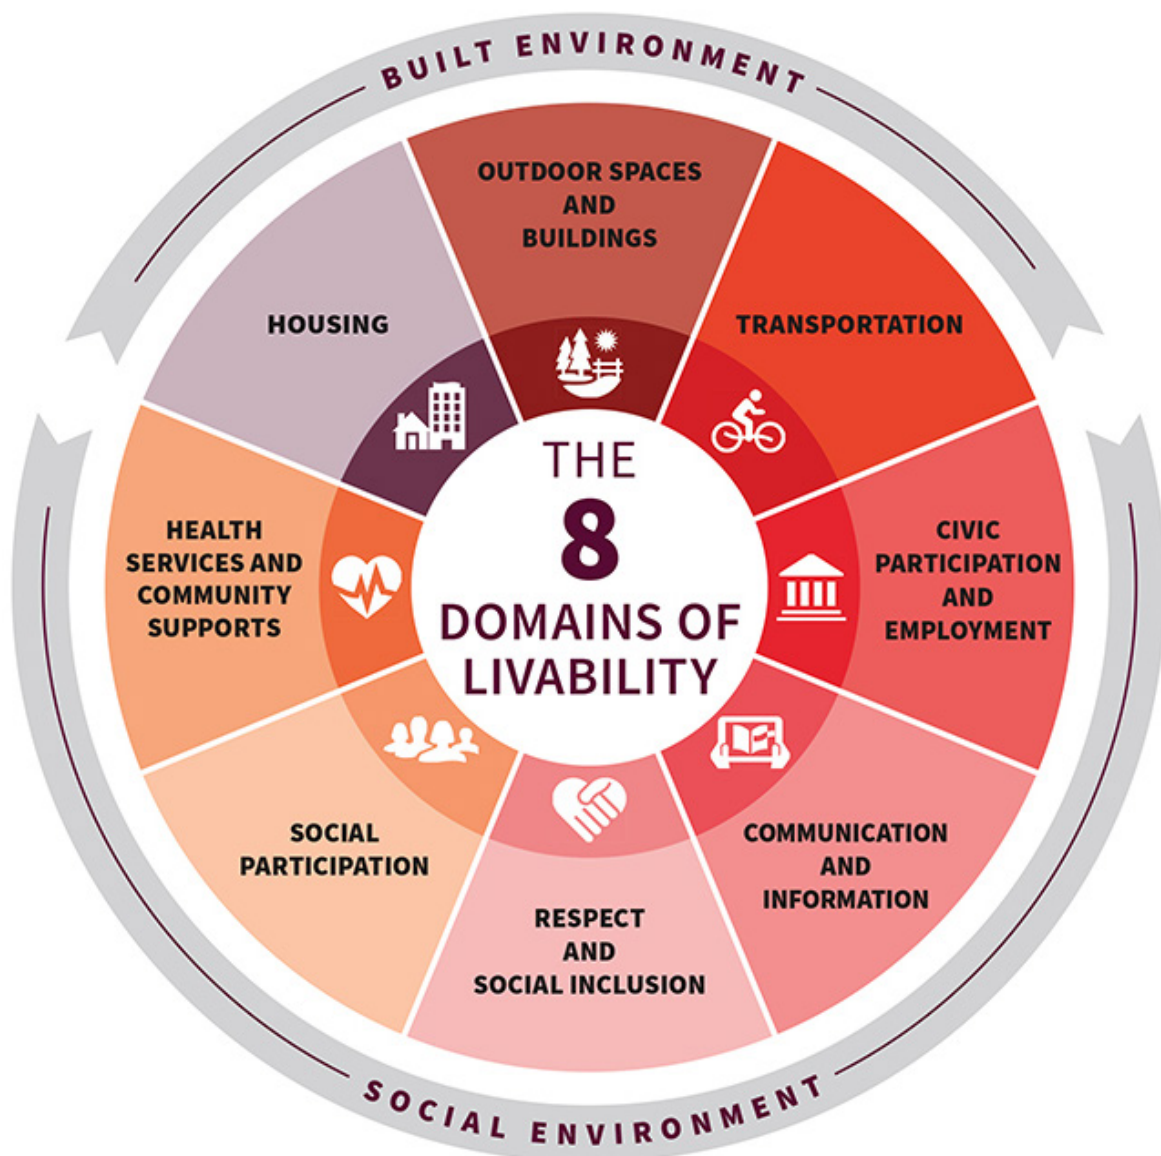 BUILT ENVIRONMENT
OUTDOOR SPACES
AND
BUILDINGS
TRANSPORTATION
CIVIC
PARTICIPATION
AND
EMPLOYMENT
COMMUNICATION
AND
INFORMATION
RESPECT
AND
SOCIAL INCLUSION
SOCIAL
PARTICIPATION
HEALTH
SERVICES AND
COMMUNITY
SUPPORTS
HOUSING
THE
8
DOMAINS OF
LIVABILITY
SOCIAL ENVIRONMENT